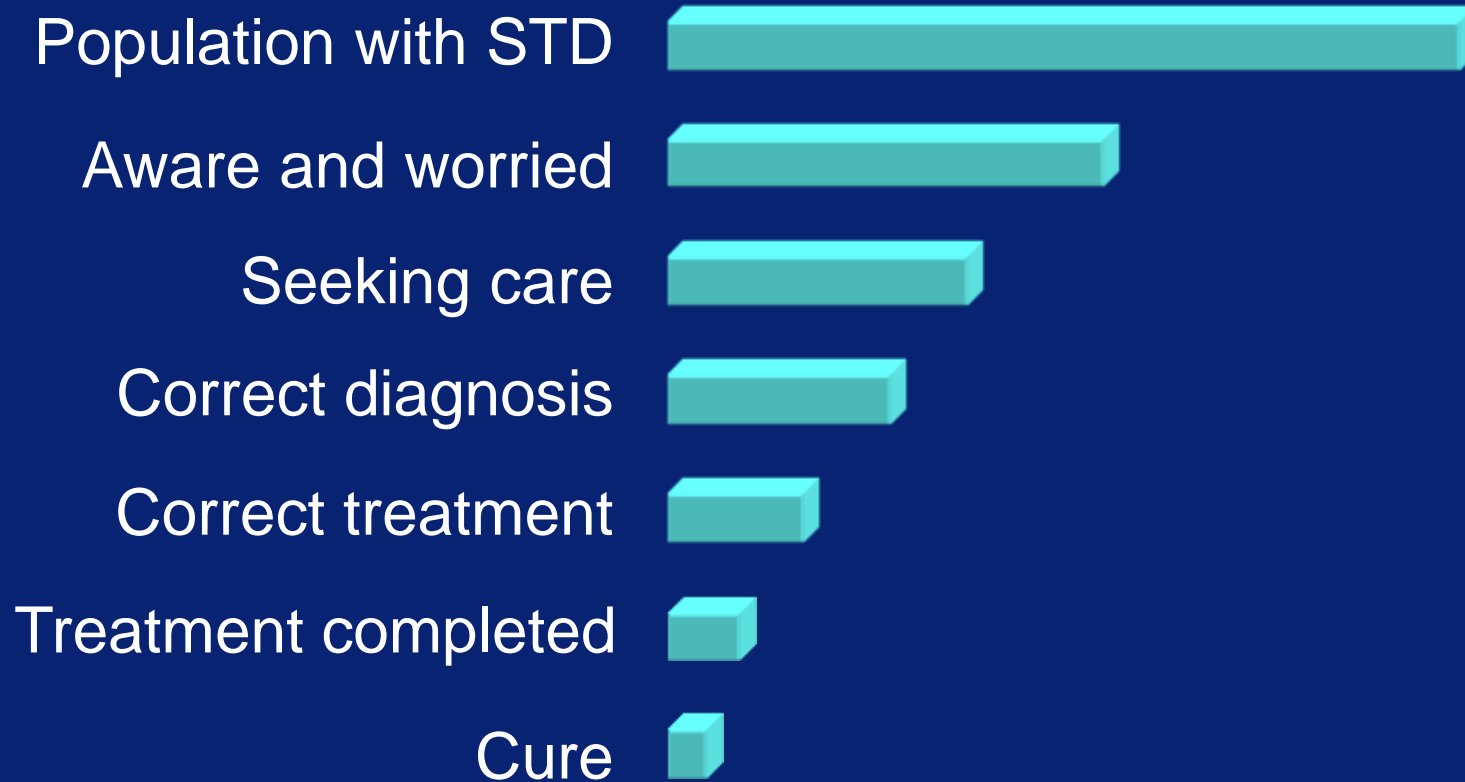 Population with STD
Aware and worried
Seeking care
Correct diagnosis
Correct treatment
Treatment completed
Cure